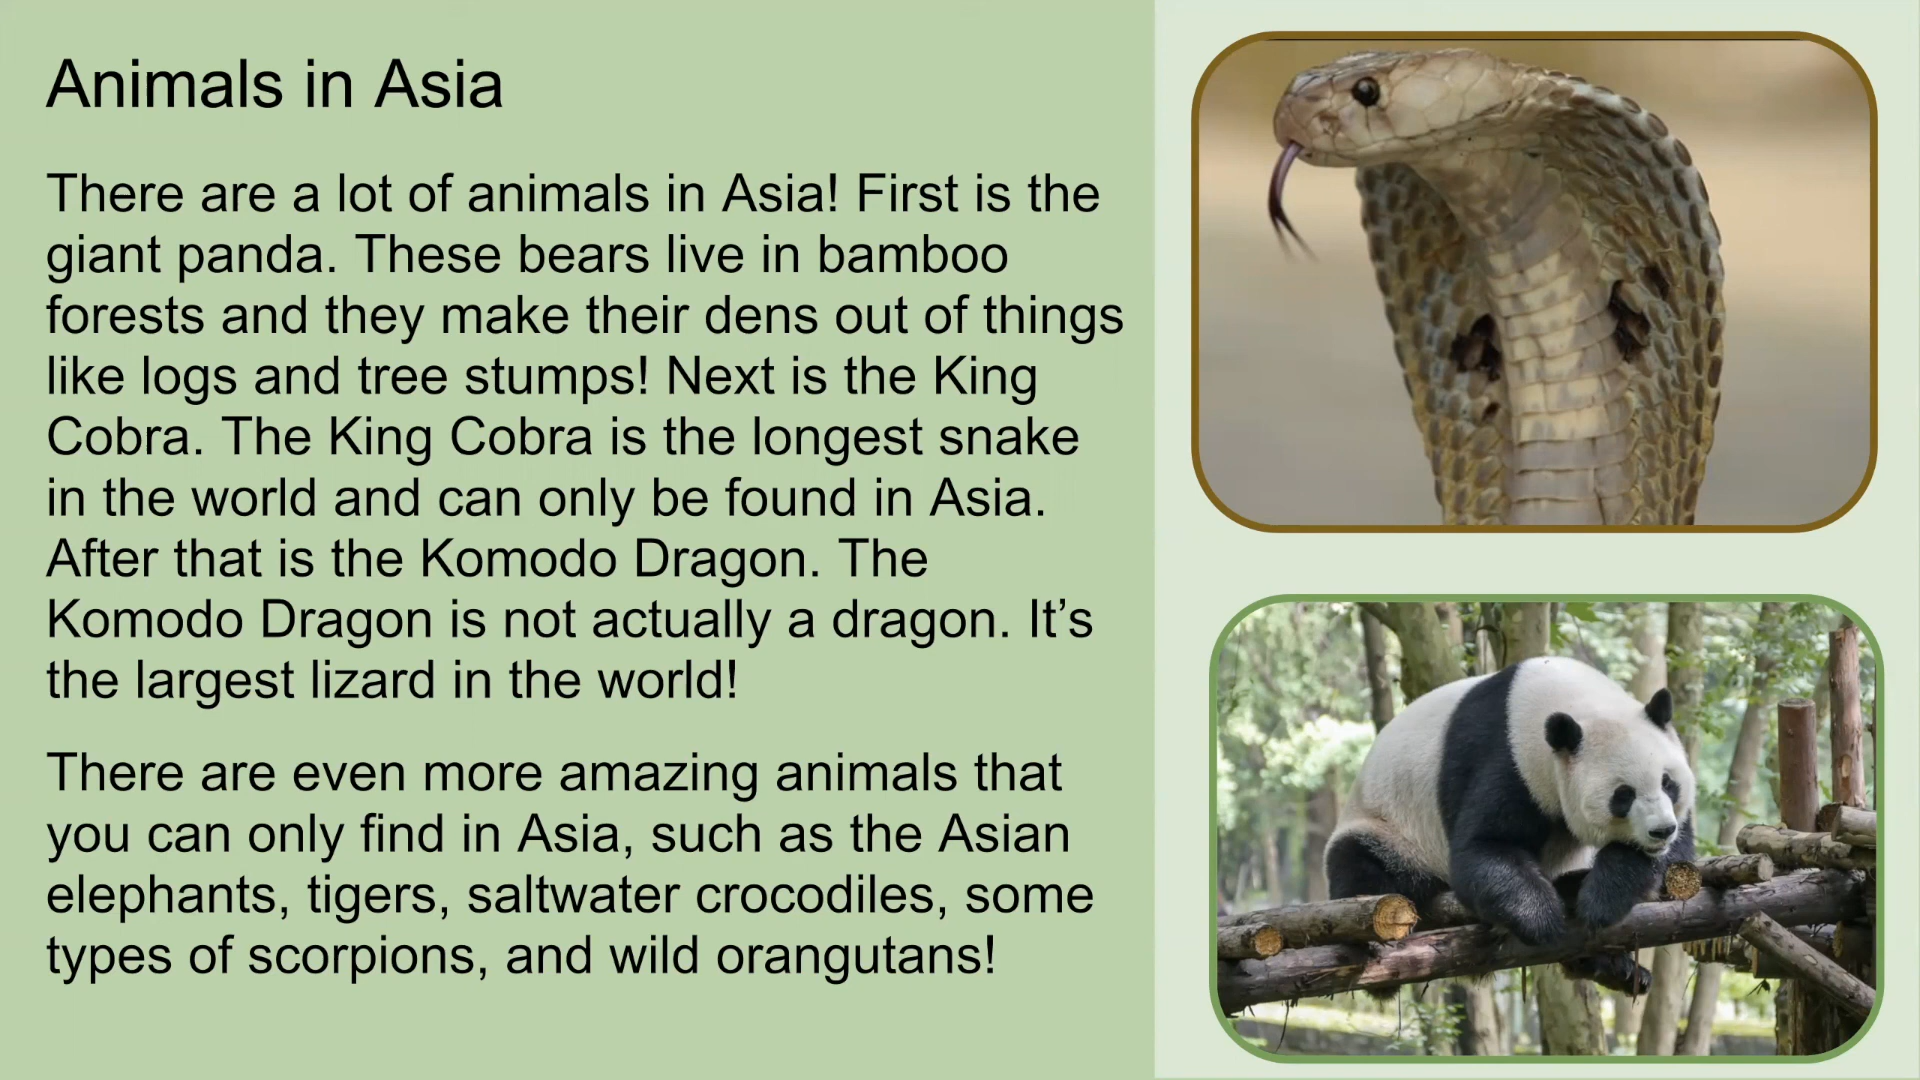 Animals in Asia
There are a lot of animals in Asia! First is the
giant panda. These bears live in bamboo
forests and they make their dens out of things
like logs and tree stumps! Next is the King
Cobra. The King Cobra is the longest snake
in the world and can only be found in Asia.
After that is the Komodo Dragon. The
Komodo Dragon is not actually a dragon. It’s
the largest lizard in the world!
There are even more amazing animals that
you can only find in Asia, such as the Asian
elephants, tigers, saltwater crocodiles, some
types of scorpions, and wild orangutans!